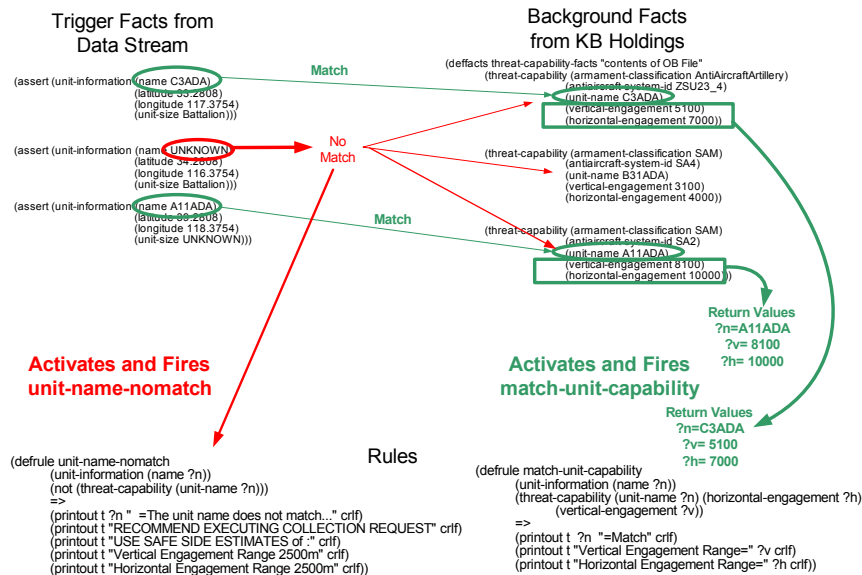 Trigger Facts from
Data Stream
(assert (unit-information (name C3ADA)
(latitude 33.2808)
(longitude 117.3754)
(unit-size Battalion)))
(assert (unit-information (name UNKNOWN)
(latitude 34.2808)
(longitude 116.3754)
(unit-size Battalion)))
(assert (unit-information (name A11ADA)
(latitude 39.2808)
(longitude 118.3754)
(unit-size UNKNOWN)))
Match
No
Match
Match
Background Facts
from KB Holdings
(deffacts threat-capability-facts "contents of OB File"
(threat-capability (armament-classification AntiAircraftArtillery)
(antiaircraft-system-id ZSU23_4)
(unit-name C3ADA)
(vertical-engagement 5100)
(horizontal-engagement 7000))
(threat-capability (armament-classification SAM)
(antiaircraft-system-id SA4)
(unit-name B31ADA)
(vertical-engagement 3100)
(horizontal-engagement 4000))
(threat-capability (armament-classification SAM)
(antiaircraft-system-id SA2)
(unit-name A11ADA)
(vertical-engagement 8100)
(horizontal-engagement 10000)))
Return Values
?n=A11ADA
?v= 8100
?h= 10000
Activates and Fires
unit-name-nomatch
Activates and Fires
match-unit-capability
Return Values
?n=C3ADA
?v= 5100
?h= 7000
Rules
(defrule unit-name-nomatch
(unit-information (name ?n))
(not (threat-capability (unit-name ?n)))
=>
(printout t ?n " =The unit name does not match..." crlf)
(printout t "RECOMMEND EXECUTING COLLECTION REQUEST" crlf)
(printout t "USE SAFE SIDE ESTIMATES of :" crlf)
(printout t "Vertical Engagement Range 2500m" crlf)
(printout t "Horizontal Engagement Range 2500m" crlf))
(defrule match-unit-capability
(unit-information (name ?n))
(threat-capability (unit-name ?n) (horizontal-engagement ?h)
(vertical-engagement ?v))
=>
(printout t ?n "=Match" crlf)
(printout t "Vertical Engagement Range=" ?v crlf)
(printout t "Horizontal Engagement Range=" ?h crlf))